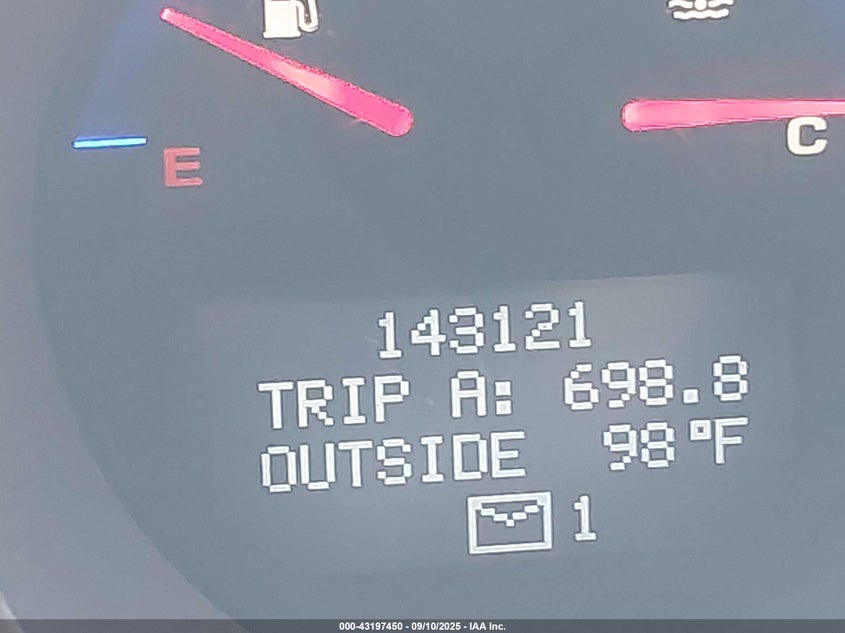 E
C
143121
TRIP A: 698.8
OUTSIDE 98°F
1
000-43197450 - 09/10/2025 - IAA Inc.